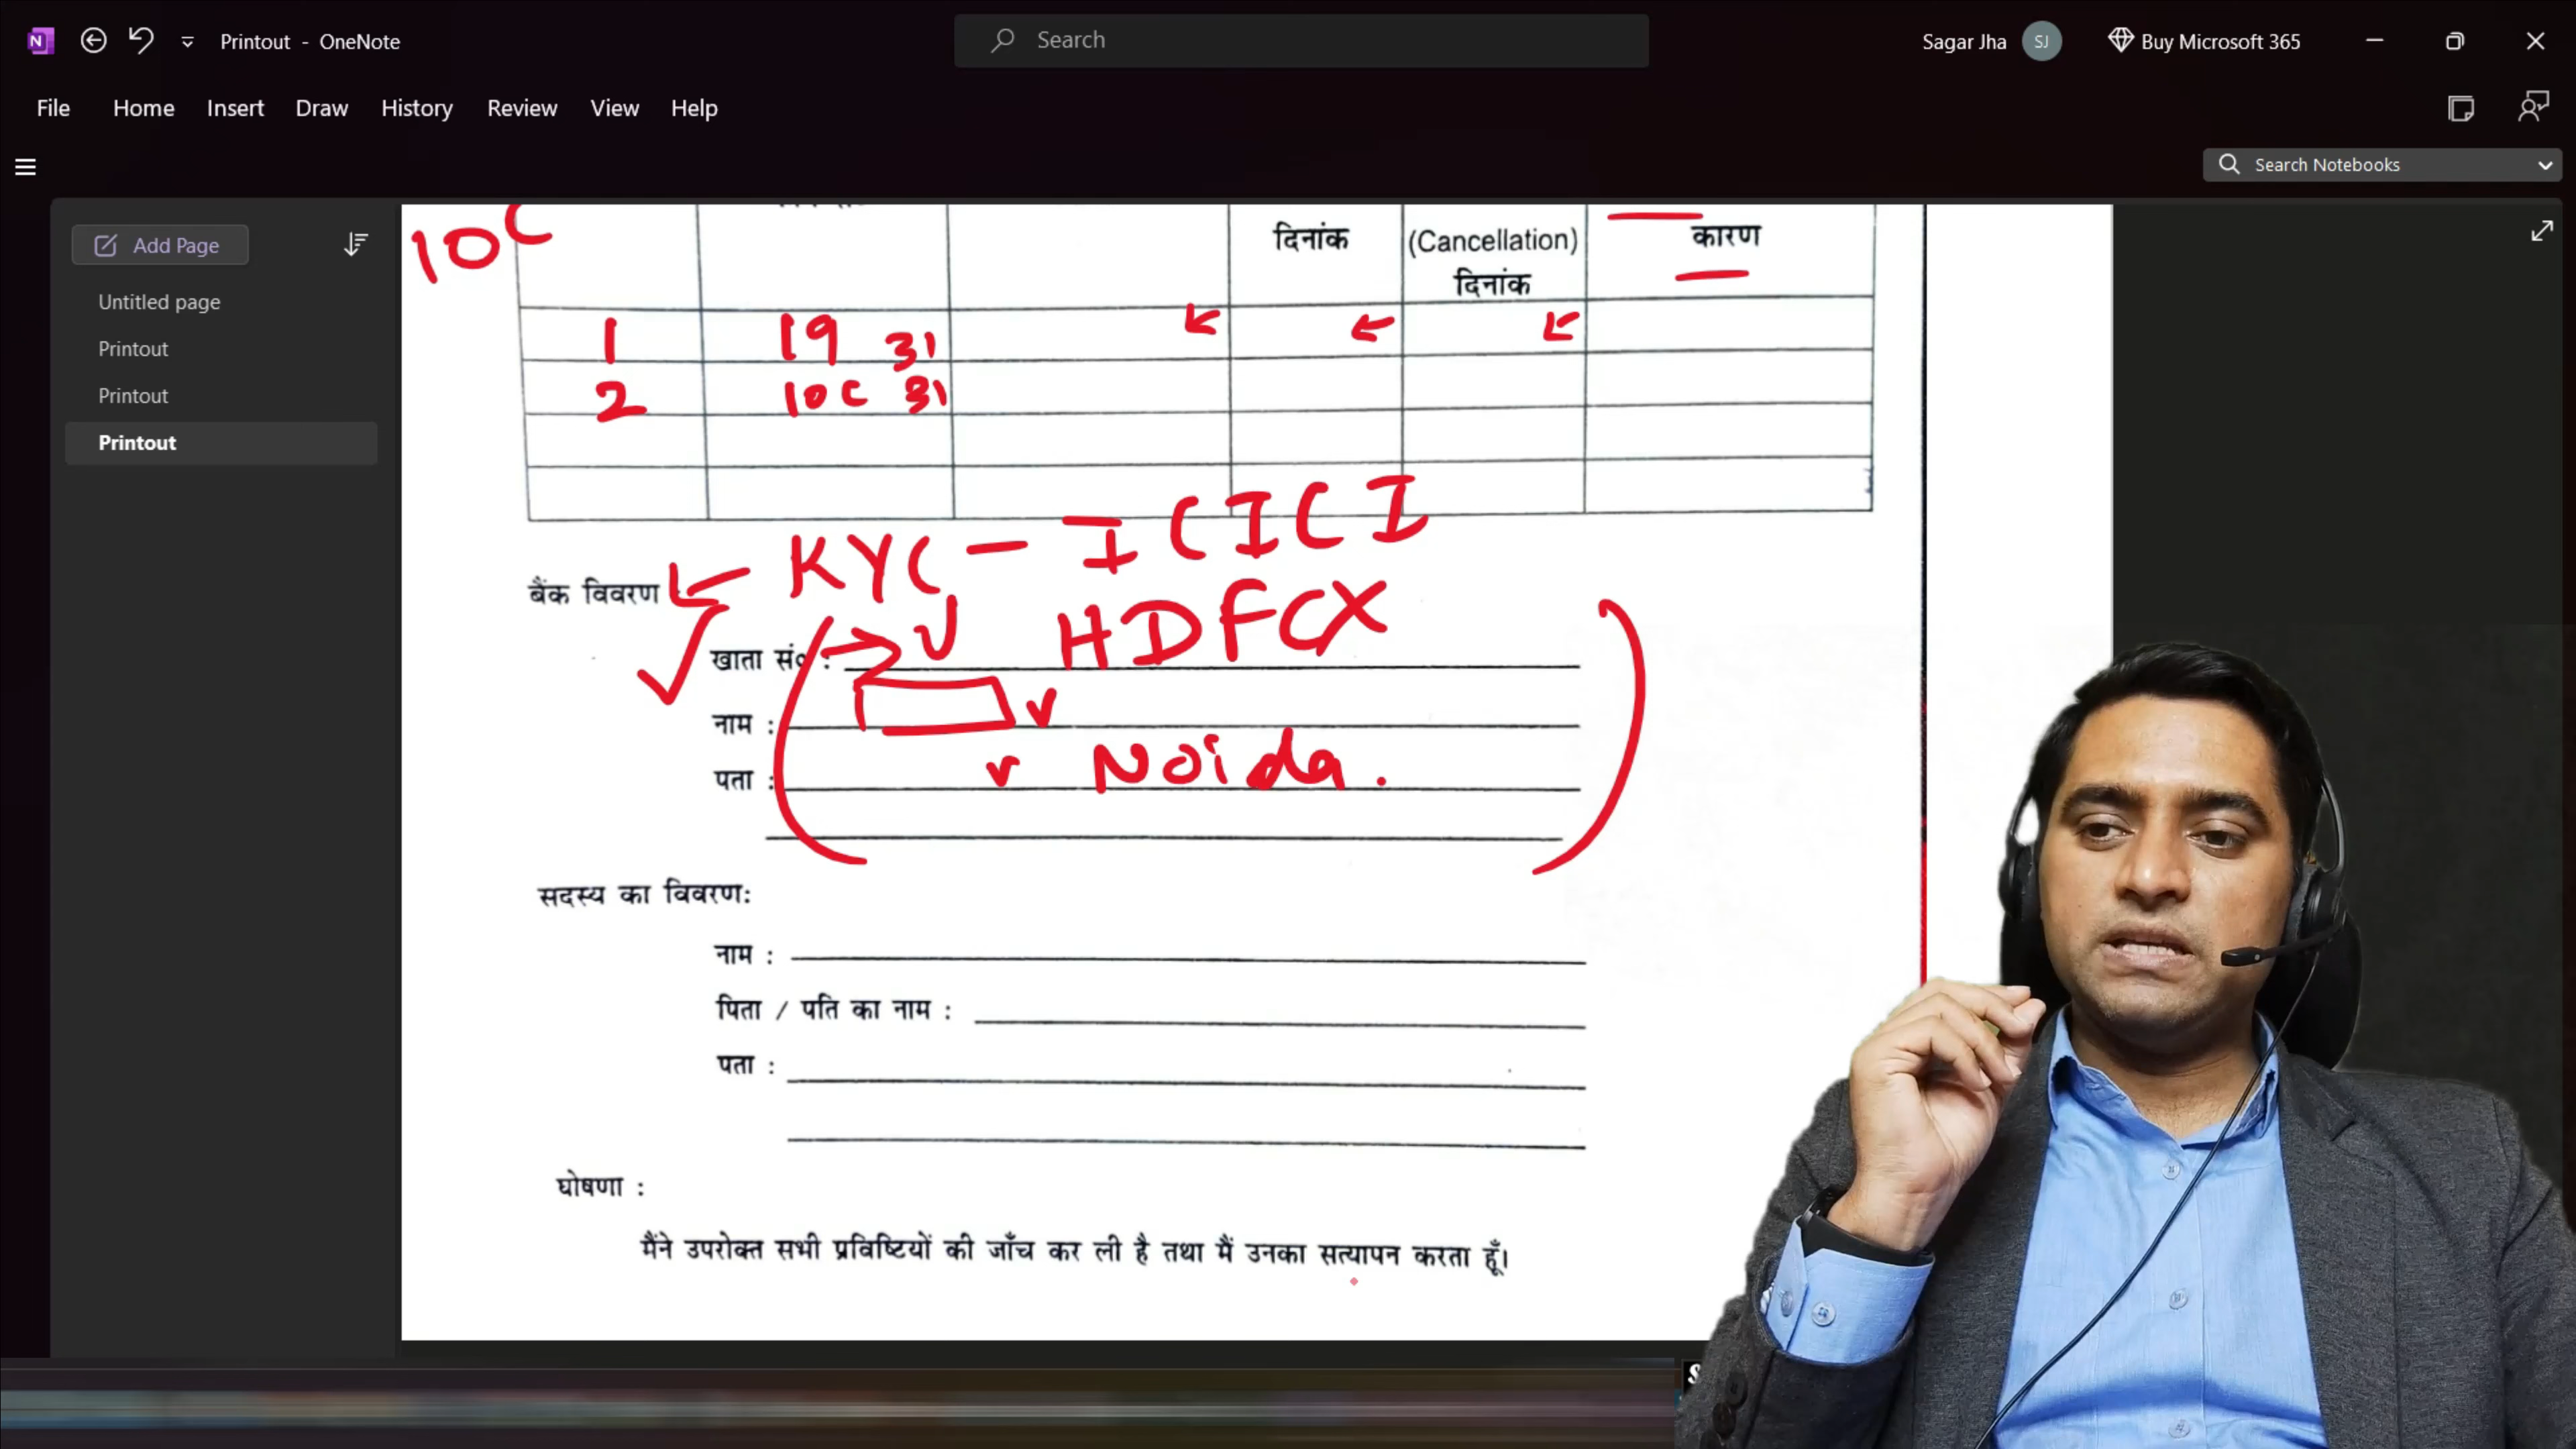 Printout - OneNote
Search
Sagar Jha
SJ
Buy Microsoft 365
File Home Insert Draw History Review View Help
Search Notebooks
Add Page
Untitled page
Printout
Printout
Printout
10C
दिनांक
(Cancellation)
दिनांक
कारण
1 19 31
2 10C 31
KYC - ICICI
बैंक विवरण
HDFC X
खाता सं० :
नाम :
पता : Noida.
सदस्य का विवरण:
नाम :
पिता / पति का नाम :
पता :
घोषणा :
मैंने उपरोक्त सभी प्रविष्टियों की जाँच कर ली है तथा मैं उनका सत्यापन करता हूँ।